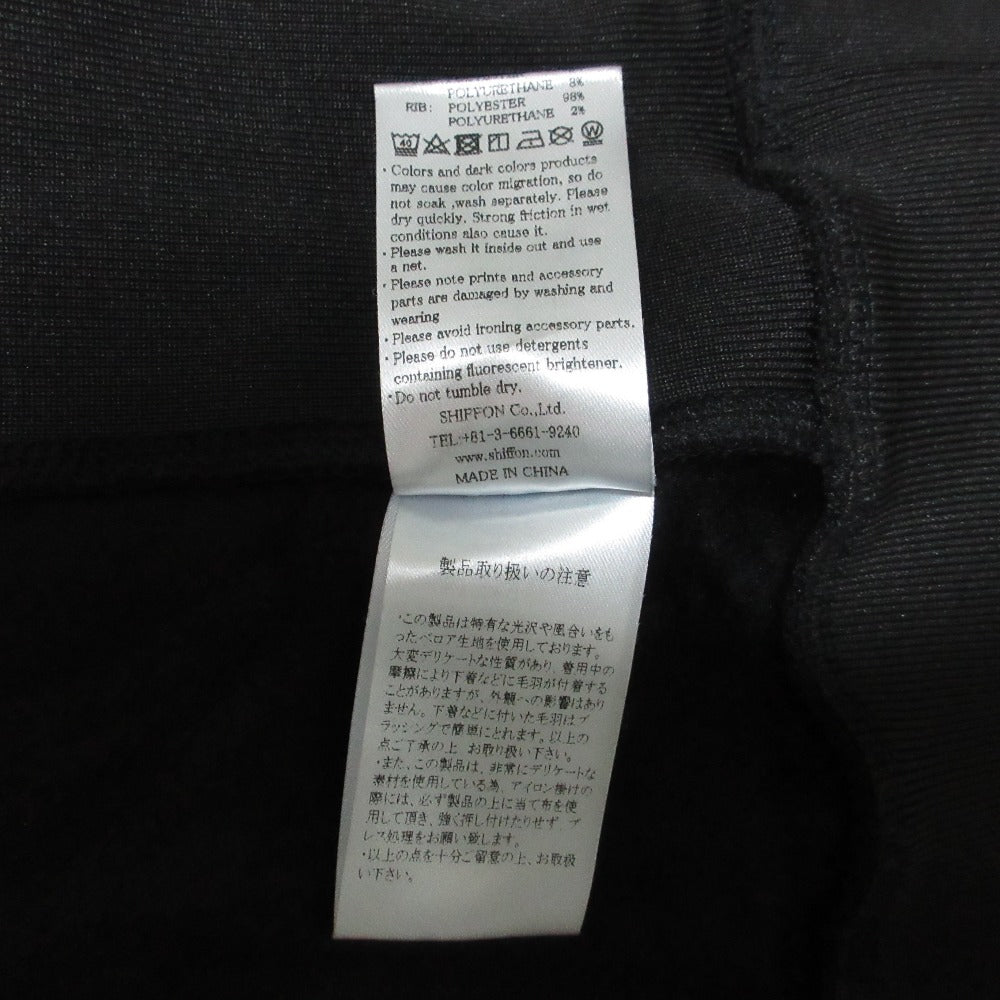 POLYURETHANE 8%
RIB: POLYESTER 98%
POLYURETHANE 2%
40 W
・Colors and dark colors products
may cause color migration, so do
not soak ,wash separately. Please
dry quickly. Strong friction in wet
conditions also cause it.
・Please wash it inside out and use
a net.
・Please note prints and accessory
parts are damaged by washing and
wearing
・Please avoid ironing accessory parts.
・Please do not use detergents
containing fluorescent brightener.
・Do not tumble dry.
SHIFFON Co.,Ltd.
TEL:+81-3-6661-9240
www.shiffon.com
MADE IN CHINA
製品取り扱いの注意
・この製品は特有な光沢や風合いをも
ったベロア生地を使用しております。
大変デリケートな性質があり、着用中の
摩擦により下着などに毛羽が付着する
ことがありますが、外観への影響はあり
ません。下着などに付いた毛羽はブ
ラッシングで簡単にとれます。以上の
点ご了承の上 お取り扱い下さい。
・また、この製品は、非常にデリケートな
素材を使用している為、アイロン掛けの
際には、必ず製品の上に当て布を使
用して頂き、強く押し付けたりせず、プ
レス処理をお願い致します。
・以上の点を十分ご留意の上、お取扱
い下さい。